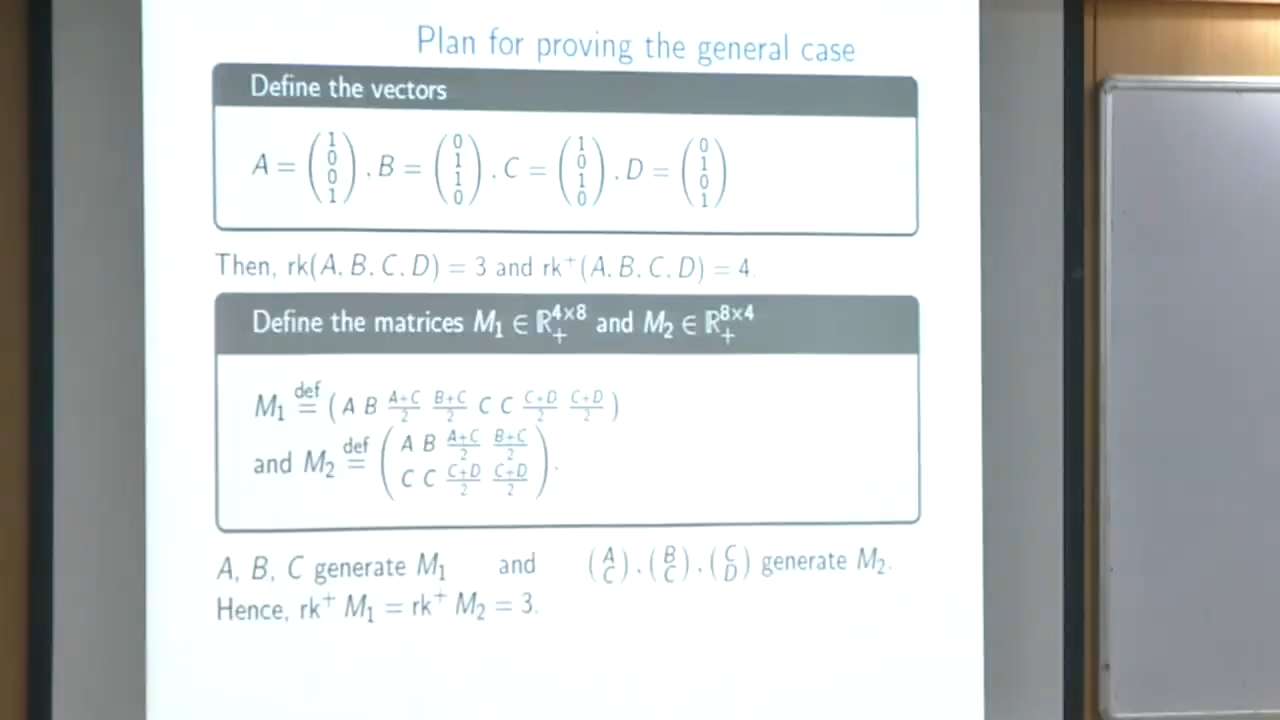 Plan for proving the general case
Define the vectors
A = (1 0 0 1), B = (0 1 1 0), C = (1 0 1 0), D = (0 1 0 1)
Then, rk(A, B, C, D) = 3 and rk⁺(A, B, C, D) = 4.
Define the matrices M₁ ∈ ℝ₊^{4×8} and M₂ ∈ ℝ₊^{8×4}
M₁ def= ( A B (A+C)/2 (B+C)/2 C C (C+D)/2 (C+D)/2 )
and M₂ def= ( A B (A+C)/2 (B+C)/2
C C (C+D)/2 (C+D)/2 ).
A, B, C generate M₁ and (A C), (B C), (C D) generate M₂.
Hence, rk⁺ M₁ = rk⁺ M₂ = 3.